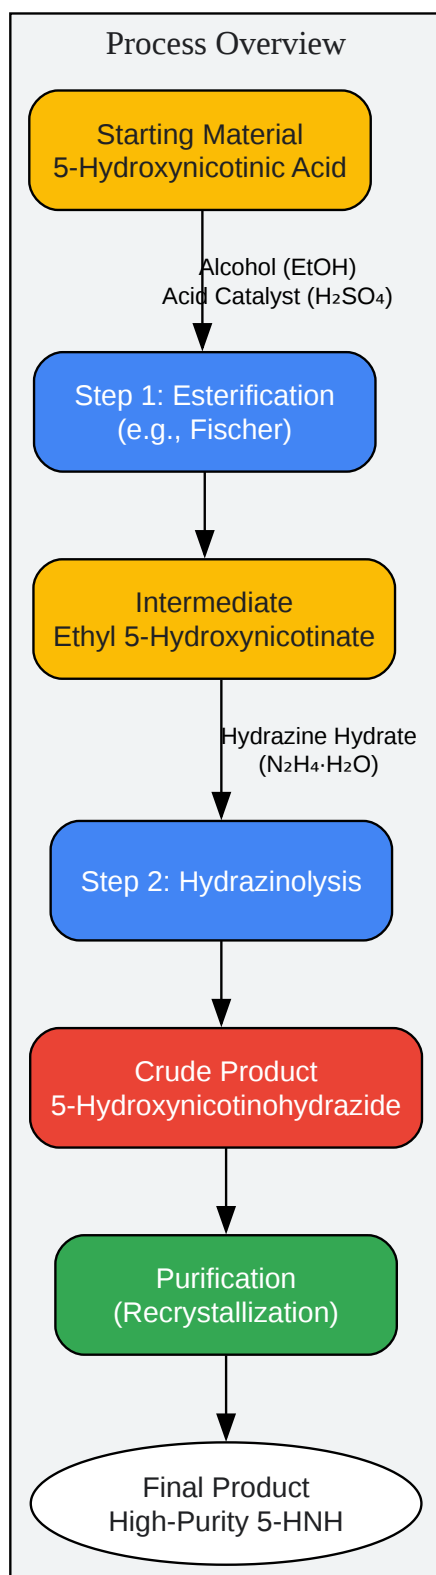 Process Overview
Starting Material
5-Hydroxynicotinic Acid
Alcohol (EtOH)
Acid Catalyst (H₂SO₄)
Step 1: Esterification
(e.g., Fischer)
Intermediate
Ethyl 5-Hydroxynicotinate
Hydrazine Hydrate
(N₂H₄·H₂O)
Step 2: Hydrazinolysis
Crude Product
5-Hydroxynicotinohydrazide
Purification
(Recrystallization)
Final Product
High-Purity 5-HNH